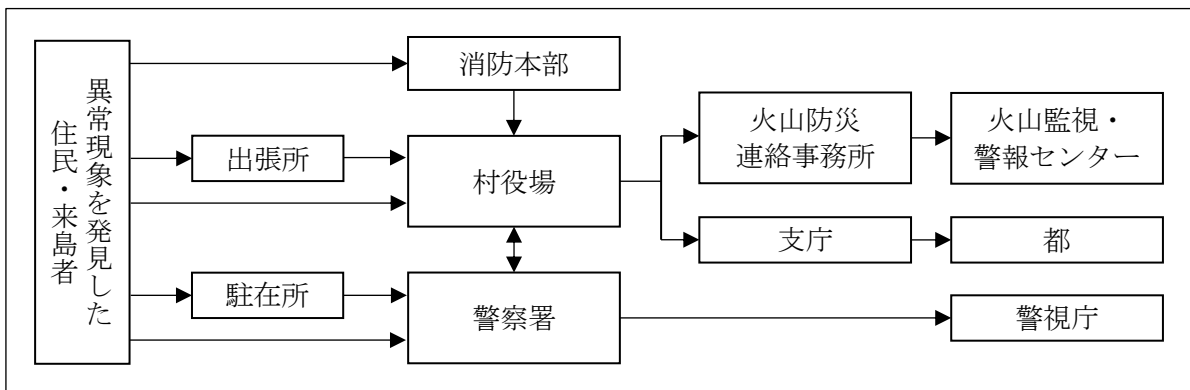 異常現象を発見した
住民・来島者
消防本部
出張所
村役場
駐在所
警察署
火山防災
連絡事務所
火山監視・
警報センター
支庁
都
警視庁